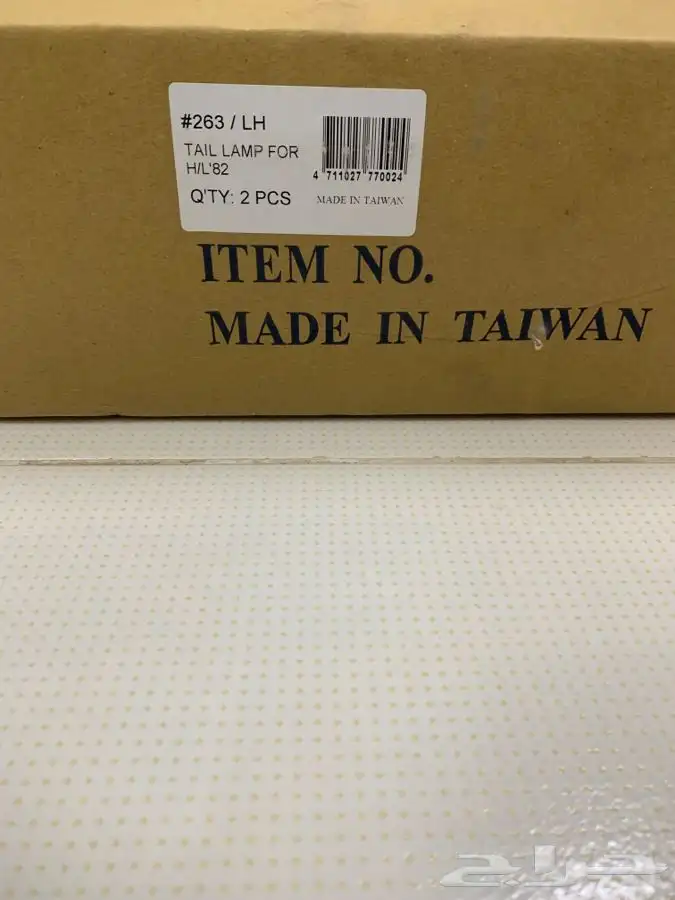 #263 / LH
TAIL LAMP FOR
H/L'82
Q'TY: 2 PCS
4 711027 770024
MADE IN TAIWAN
ITEM NO.
MADE IN TAIWAN
حراج